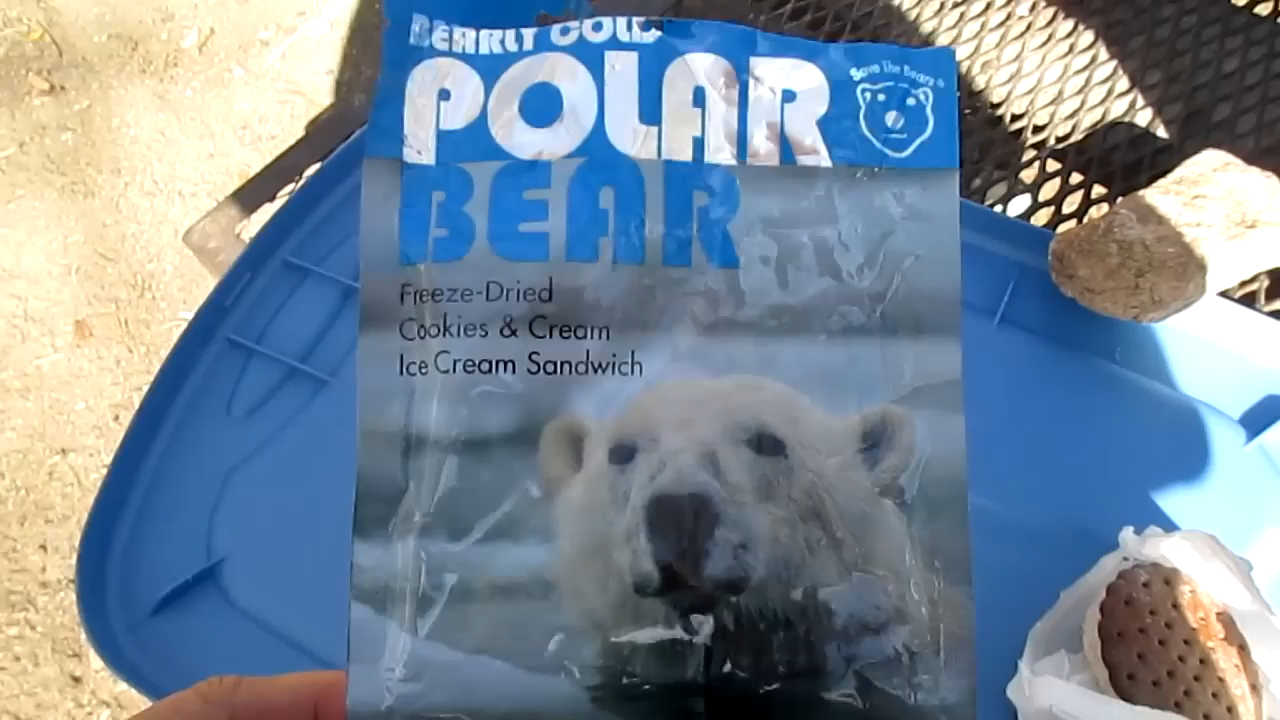 BEARLY COLD
POLAR
Save The Bears
BEAR
Freeze-Dried
Cookies & Cream
Ice Cream Sandwich